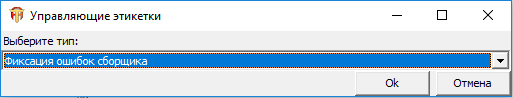 Управляющие этикетки
Выберите тип:
Фиксация ошибок сборщика
Ok Отмена